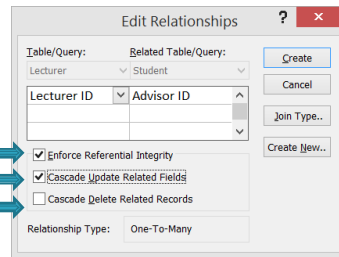 Edit Relationships ? ×
Table/Query: Related Table/Query:
Lecturer Student
Lecturer ID Advisor ID
Enforce Referential Integrity
Cascade Update Related Fields
Cascade Delete Related Records
Relationship Type: One-To-Many
Create
Cancel
Join Type..
Create New..